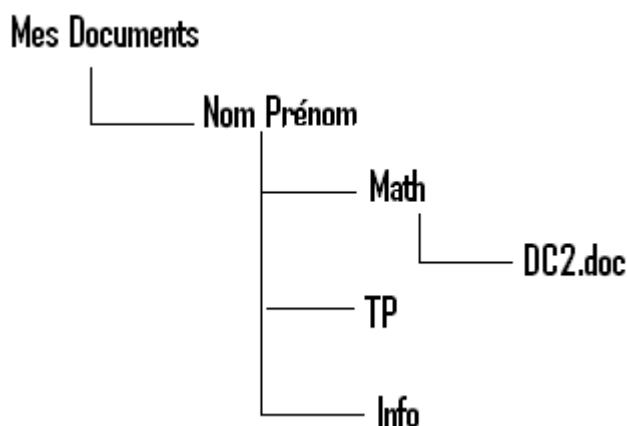 Mes Documents
Nom Prénom
Math
DC2.doc
TP
Info